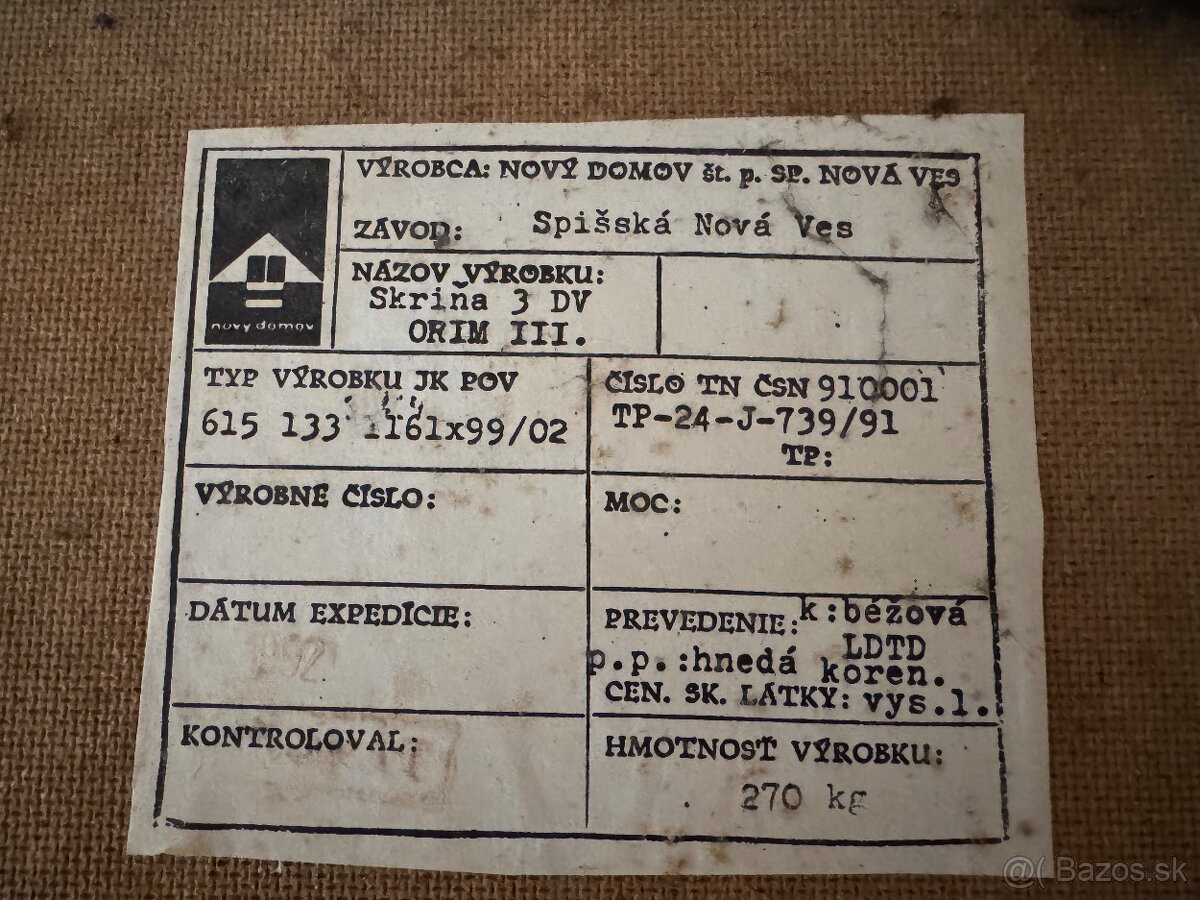 VÝROBCA: NOVÝ DOMOV št. p. SP. NOVÁ VES
ZÁVOD: Spišská Nová Ves
nový domov
NÁZOV VÝROBKU:
Skriňa 3 DV
ORIM III.
TYP VÝROBKU JK POV
615 133 1161x99/02
ČÍSLO TN ČSN 910001
TP-24-J-739/91
TP:
VÝROBNÉ ČÍSLO:
MOC:
DÁTUM EXPEDÍCIE:
1992
PREVEDENIE: k:béžová
LDTD
p.p.:hnedá koren.
CEN. SK. LÁTKY: vys.l.
KONTROLOVAL:
HMOTNOSŤ VÝROBKU:
270 kg
@( Bazos.sk